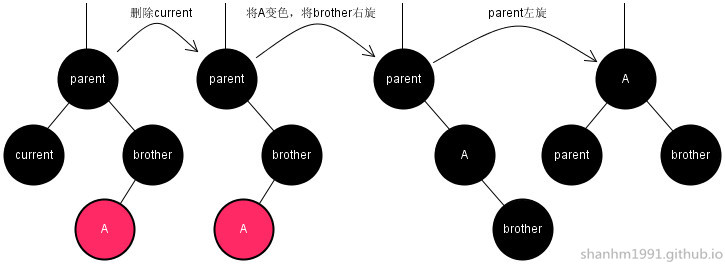 删除current
将A变色，将brother右旋
parent左旋
parent
parent
parent
A
current
brother
brother
A
parent
brother
A
A
brother
shanhm1991.github.io